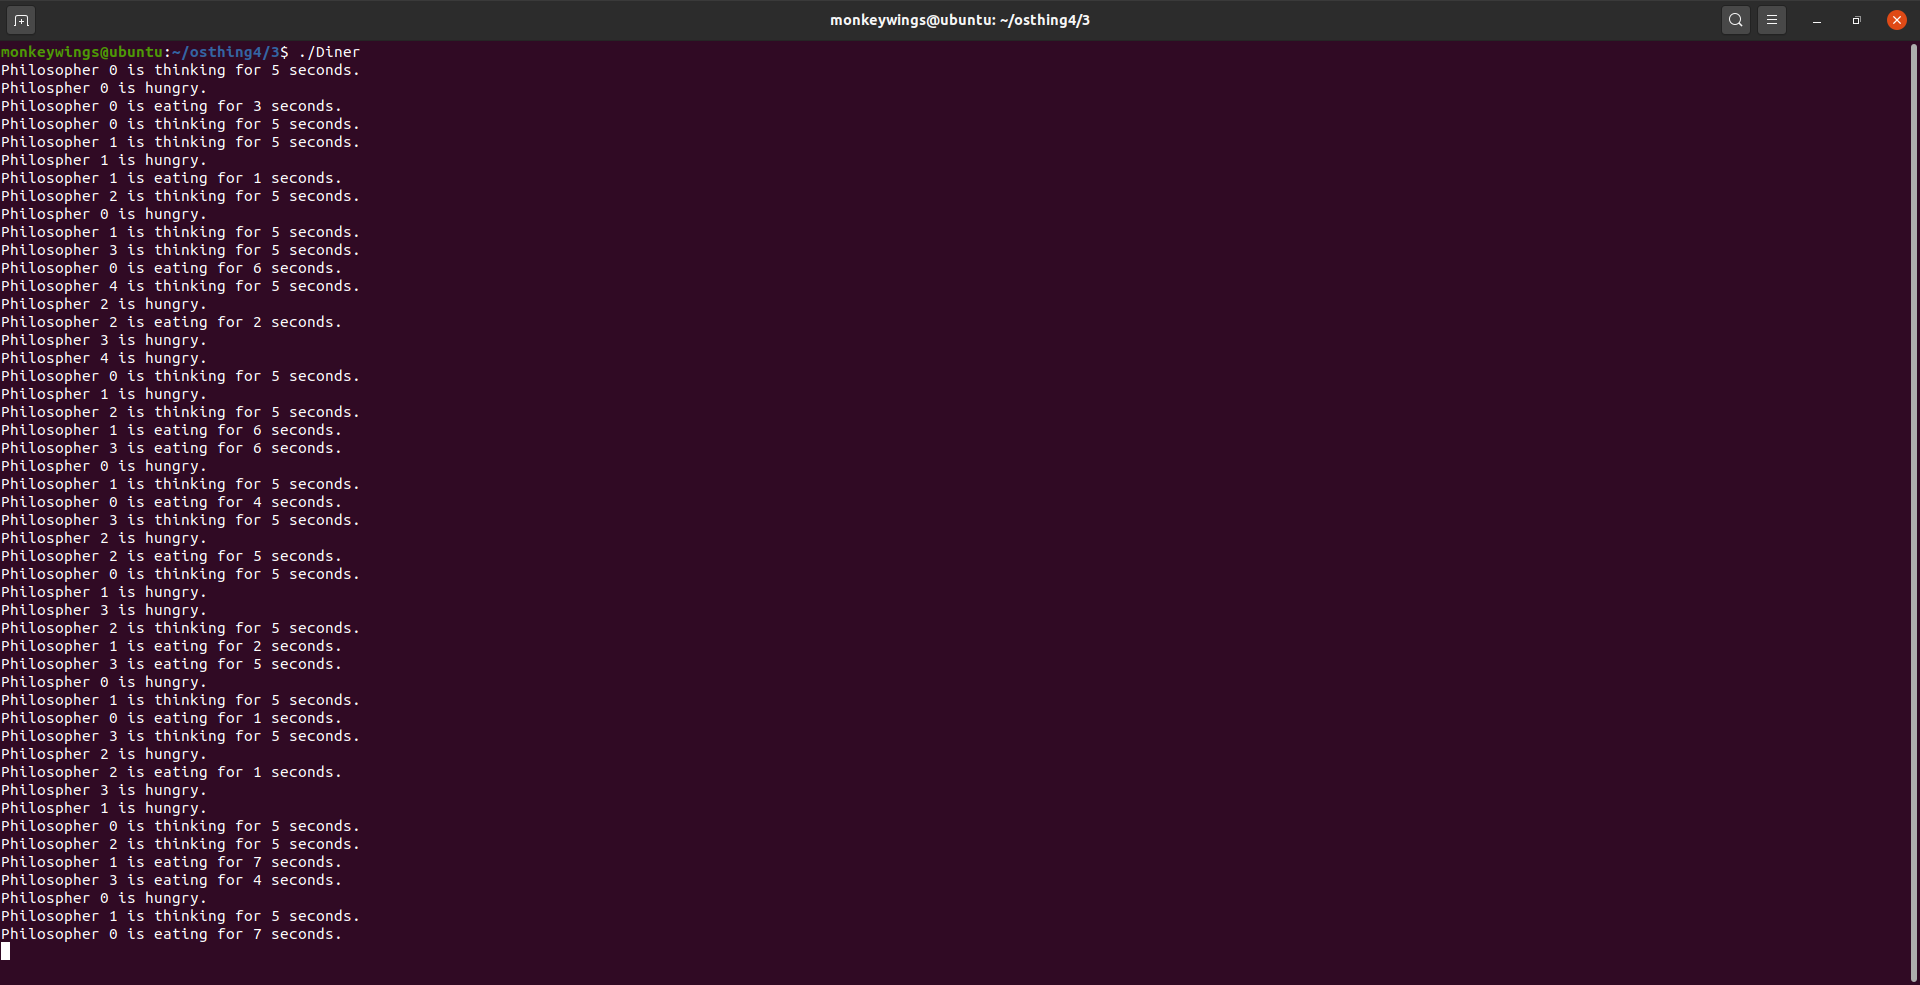 monkeywings@ubuntu: ~/osthing4/3
monkeywings@ubuntu:~/osthing4/3$ ./Diner
Philosopher 0 is thinking for 5 seconds.
Philospher 0 is hungry.
Philosopher 0 is eating for 3 seconds.
Philosopher 0 is thinking for 5 seconds.
Philosopher 1 is thinking for 5 seconds.
Philospher 1 is hungry.
Philosopher 1 is eating for 1 seconds.
Philosopher 2 is thinking for 5 seconds.
Philospher 0 is hungry.
Philosopher 1 is thinking for 5 seconds.
Philosopher 3 is thinking for 5 seconds.
Philosopher 0 is eating for 6 seconds.
Philosopher 4 is thinking for 5 seconds.
Philospher 2 is hungry.
Philosopher 2 is eating for 2 seconds.
Philospher 3 is hungry.
Philospher 4 is hungry.
Philosopher 0 is thinking for 5 seconds.
Philospher 1 is hungry.
Philosopher 2 is thinking for 5 seconds.
Philosopher 1 is eating for 6 seconds.
Philosopher 3 is eating for 6 seconds.
Philospher 0 is hungry.
Philosopher 1 is thinking for 5 seconds.
Philosopher 0 is eating for 4 seconds.
Philosopher 3 is thinking for 5 seconds.
Philospher 2 is hungry.
Philosopher 2 is eating for 5 seconds.
Philosopher 0 is thinking for 5 seconds.
Philospher 1 is hungry.
Philospher 3 is hungry.
Philosopher 2 is thinking for 5 seconds.
Philosopher 1 is eating for 2 seconds.
Philosopher 3 is eating for 5 seconds.
Philospher 0 is hungry.
Philosopher 1 is thinking for 5 seconds.
Philosopher 0 is eating for 1 seconds.
Philosopher 3 is thinking for 5 seconds.
Philospher 2 is hungry.
Philosopher 2 is eating for 1 seconds.
Philospher 3 is hungry.
Philospher 1 is hungry.
Philosopher 0 is thinking for 5 seconds.
Philosopher 2 is thinking for 5 seconds.
Philosopher 1 is eating for 7 seconds.
Philosopher 3 is eating for 4 seconds.
Philospher 0 is hungry.
Philosopher 1 is thinking for 5 seconds.
Philosopher 0 is eating for 7 seconds.